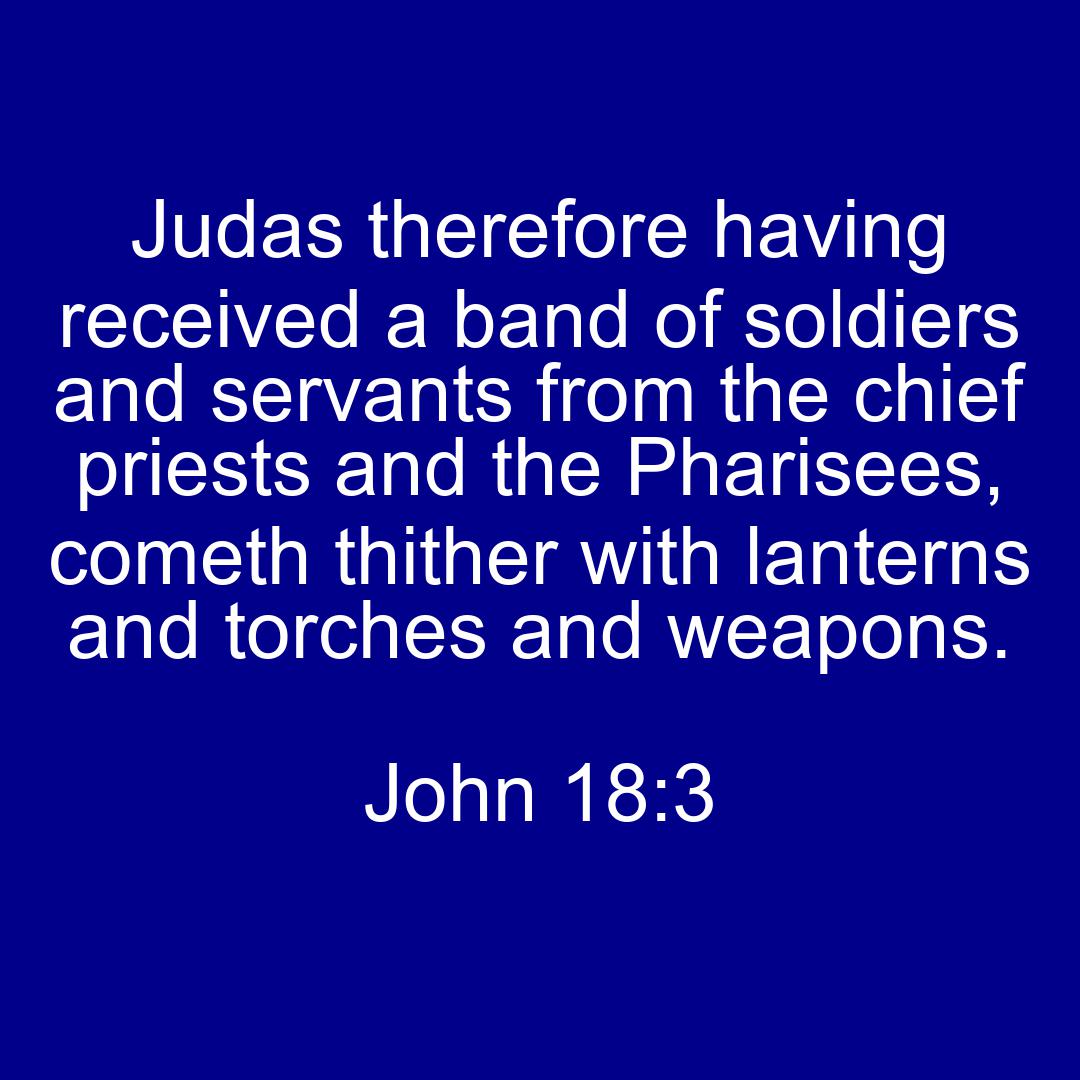 Judas therefore having
received a band of soldiers
and servants from the chief
priests and the Pharisees,
cometh thither with lanterns
and torches and weapons.
John 18:3